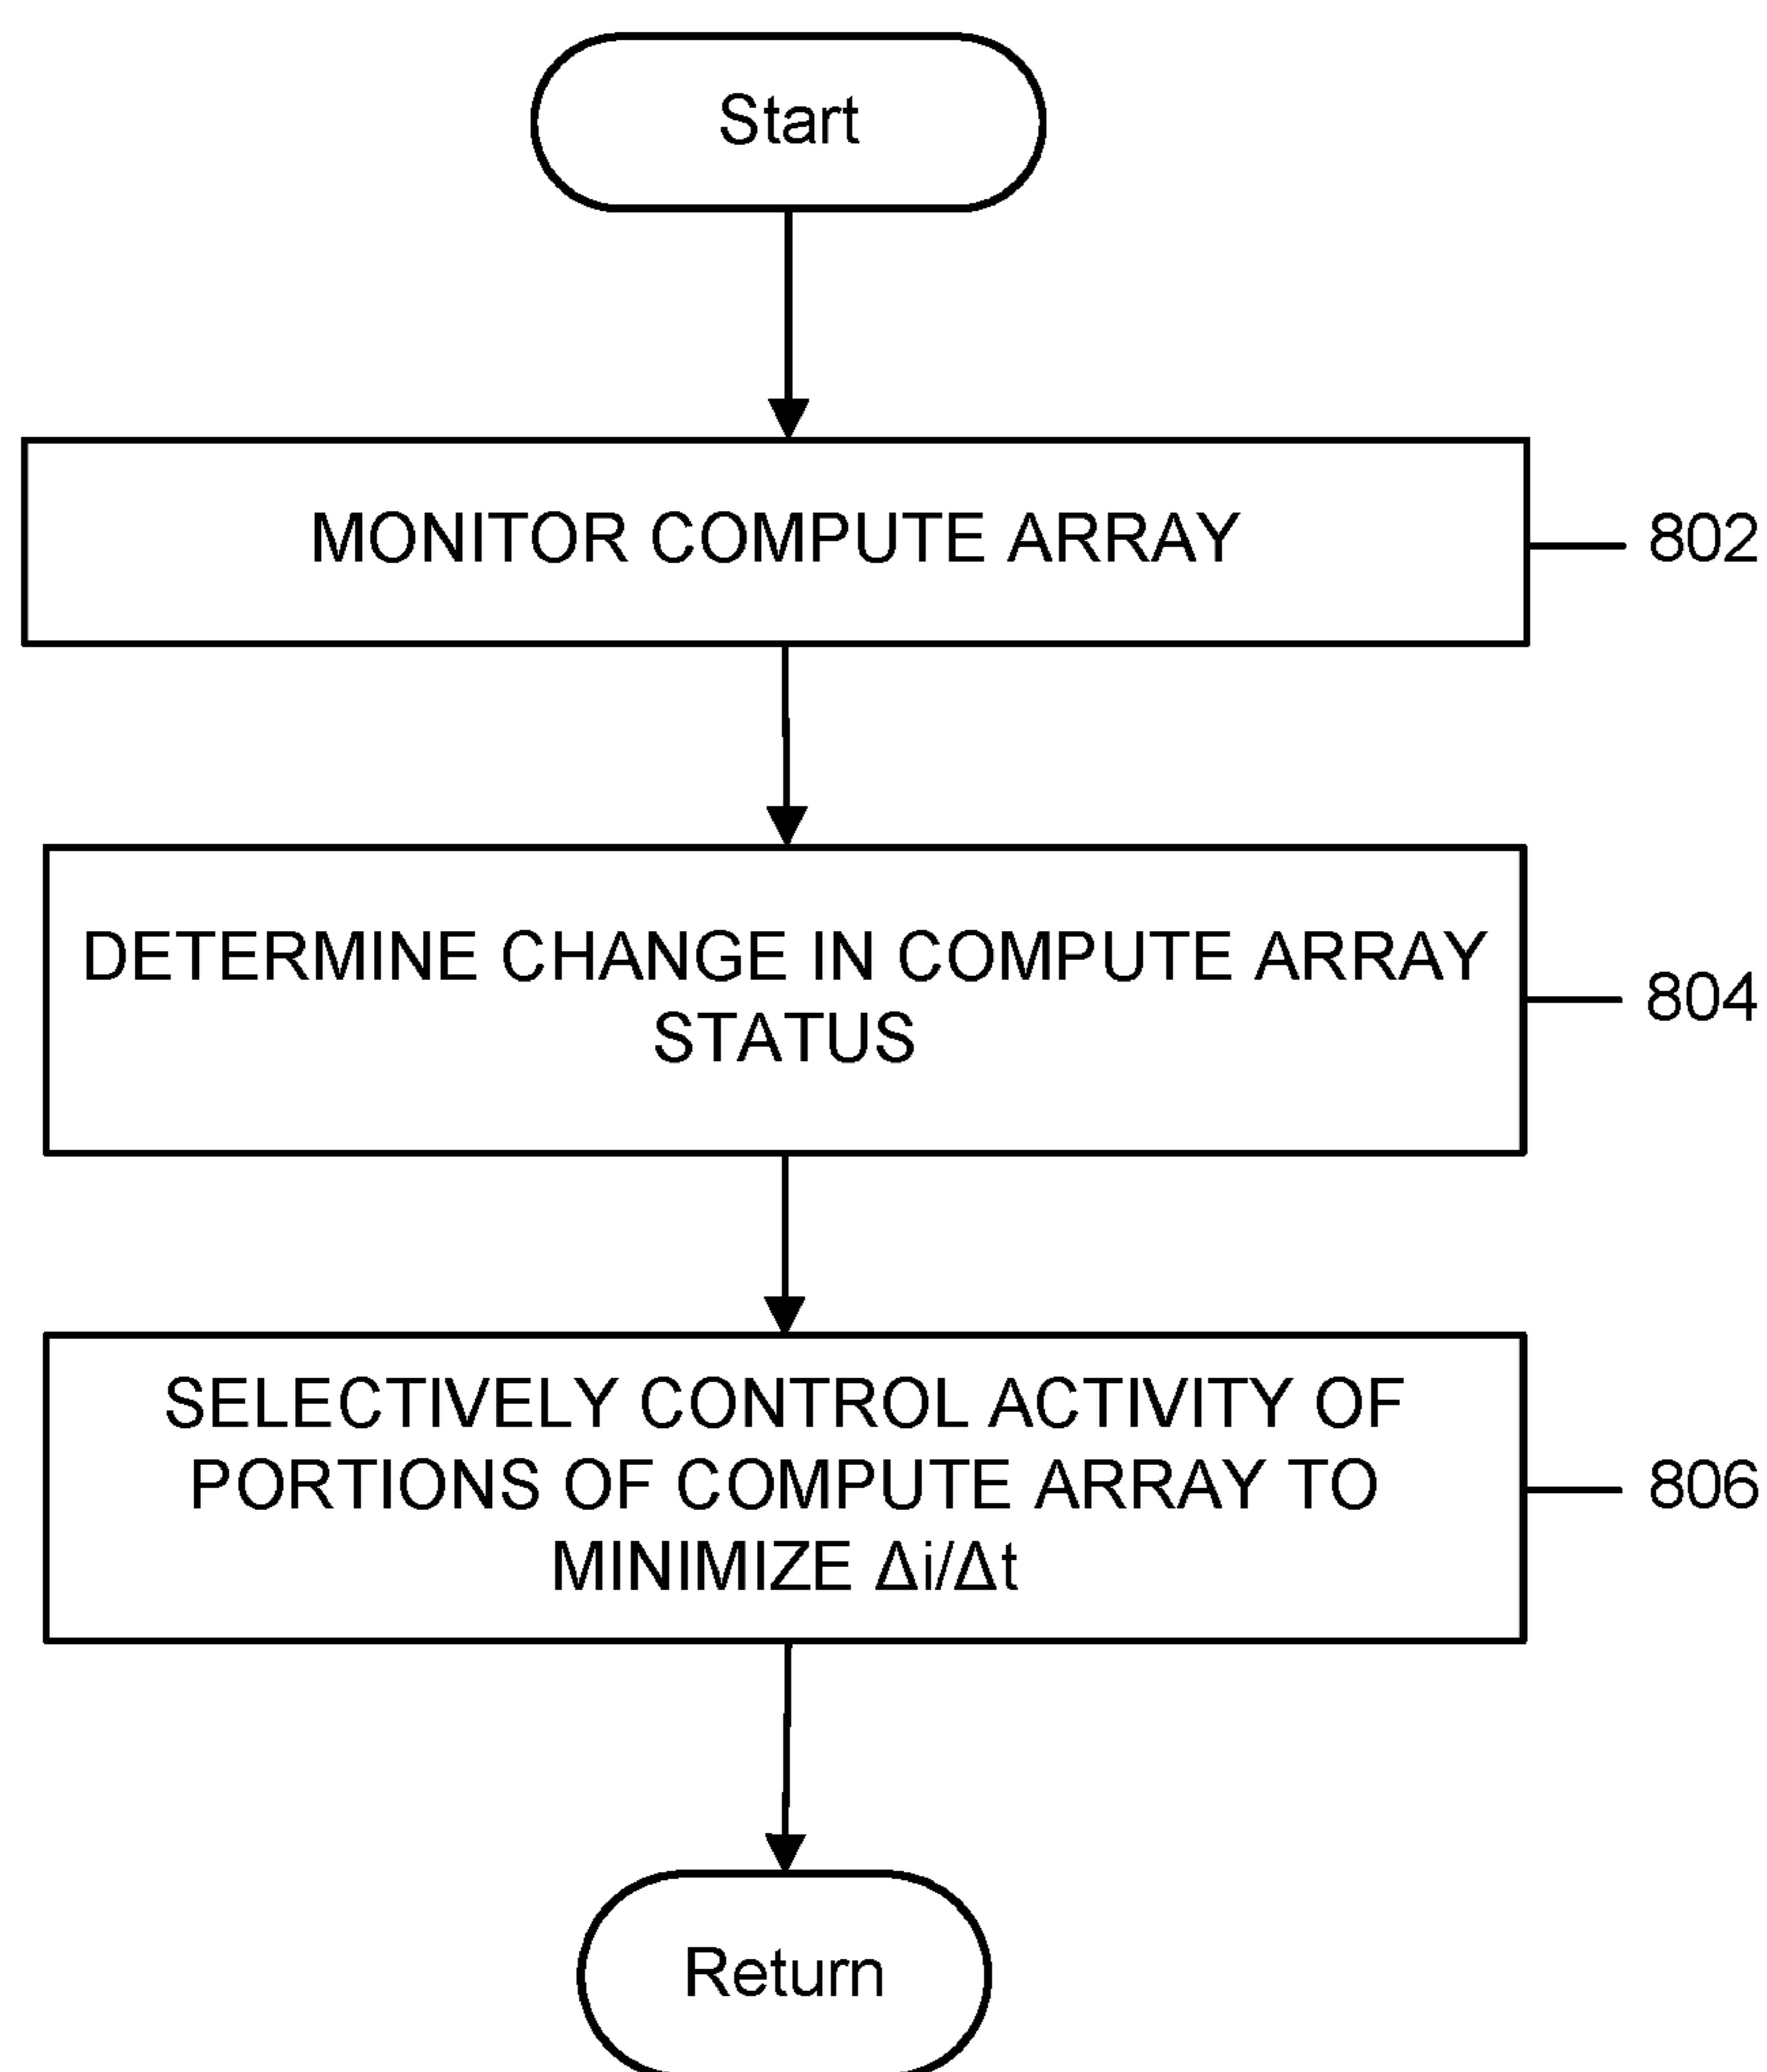 Start
MONITOR COMPUTE ARRAY
802
DETERMINE CHANGE IN COMPUTE ARRAY
STATUS
804
SELECTIVELY CONTROL ACTIVITY OF
PORTIONS OF COMPUTE ARRAY TO
MINIMIZE Δi/Δt
806
Return